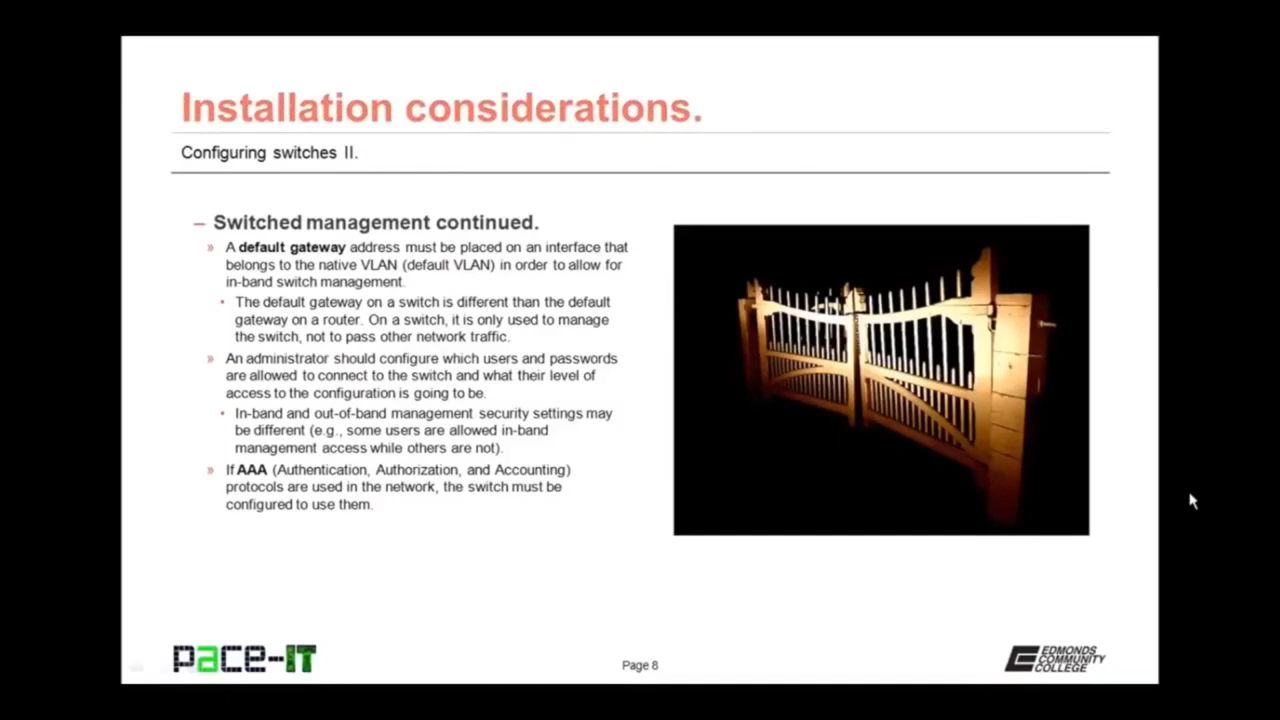 Installation considerations.
Configuring switches II.
– Switched management continued.
» A default gateway address must be placed on an interface that
belongs to the native VLAN (default VLAN) in order to allow for
in-band switch management.
• The default gateway on a switch is different than the default
gateway on a router. On a switch, it is only used to manage
the switch, not to pass other network traffic.
» An administrator should configure which users and passwords
are allowed to connect to the switch and what their level of
access to the configuration is going to be.
• In-band and out-of-band management security settings may
be different (e.g., some users are allowed in-band
management access while others are not).
» If AAA (Authentication, Authorization, and Accounting)
protocols are used in the network, the switch must be
configured to use them.
pace-IT
Page 8
EDMONDS
COMMUNITY
COLLEGE